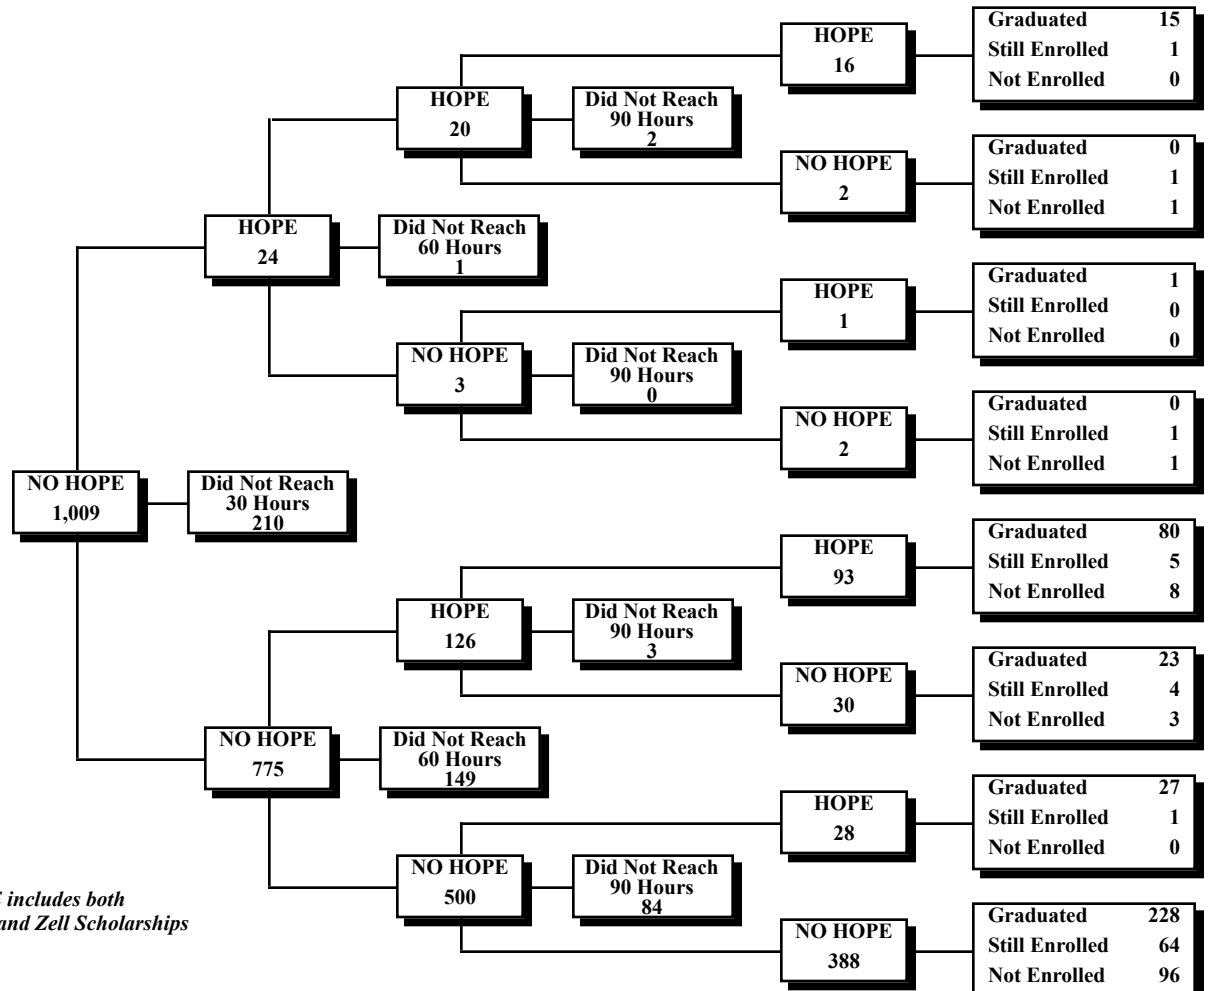 HOPE
16
Graduated 15
Still Enrolled 1
Not Enrolled 0
HOPE
20
Did Not Reach
90 Hours
2
NO HOPE
2
Graduated 0
Still Enrolled 1
Not Enrolled 1
HOPE
24
Did Not Reach
60 Hours
1
HOPE
1
Graduated 1
Still Enrolled 0
Not Enrolled 0
NO HOPE
3
Did Not Reach
90 Hours
0
NO HOPE
2
Graduated 0
Still Enrolled 1
Not Enrolled 1
NO HOPE
1,009
Did Not Reach
30 Hours
210
HOPE
93
Graduated 80
Still Enrolled 5
Not Enrolled 8
HOPE
126
Did Not Reach
90 Hours
3
NO HOPE
30
Graduated 23
Still Enrolled 4
Not Enrolled 3
NO HOPE
775
Did Not Reach
60 Hours
149
HOPE
28
Graduated 27
Still Enrolled 1
Not Enrolled 0
NO HOPE
500
Did Not Reach
90 Hours
84
NO HOPE
388
Graduated 228
Still Enrolled 64
Not Enrolled 96
includes both
and Zell Scholarships